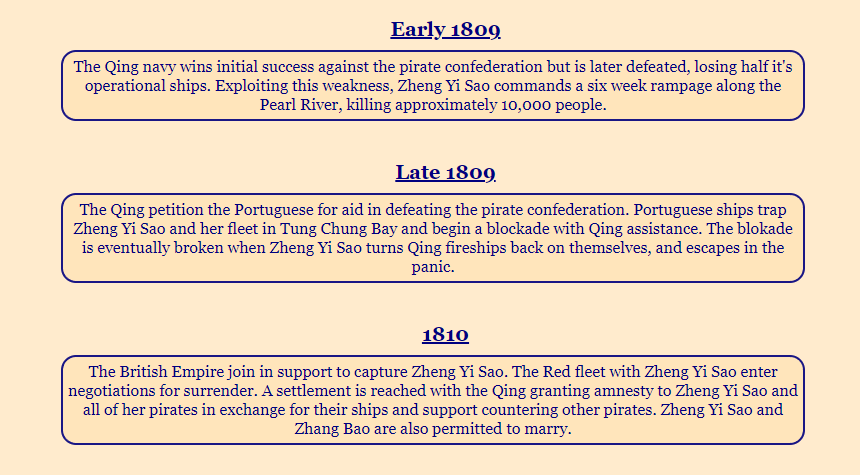 Early 1809
The Qing navy wins initial success against the pirate confederation but is later defeated, losing half it's
operational ships. Exploiting this weakness, Zheng Yi Sao commands a six week rampage along the
Pearl River, killing approximately 10,000 people.
Late 1809
The Qing petition the Portuguese for aid in defeating the pirate confederation. Portuguese ships trap
Zheng Yi Sao and her fleet in Tung Chung Bay and begin a blockade with Qing assistance. The blokade
is eventually broken when Zheng Yi Sao turns Qing fireships back on themselves, and escapes in the
panic.
1810
The British Empire join in support to capture Zheng Yi Sao. The Red fleet with Zheng Yi Sao enter
negotiations for surrender. A settlement is reached with the Qing granting amnesty to Zheng Yi Sao and
all of her pirates in exchange for their ships and support countering other pirates. Zheng Yi Sao and
Zhang Bao are also permitted to marry.